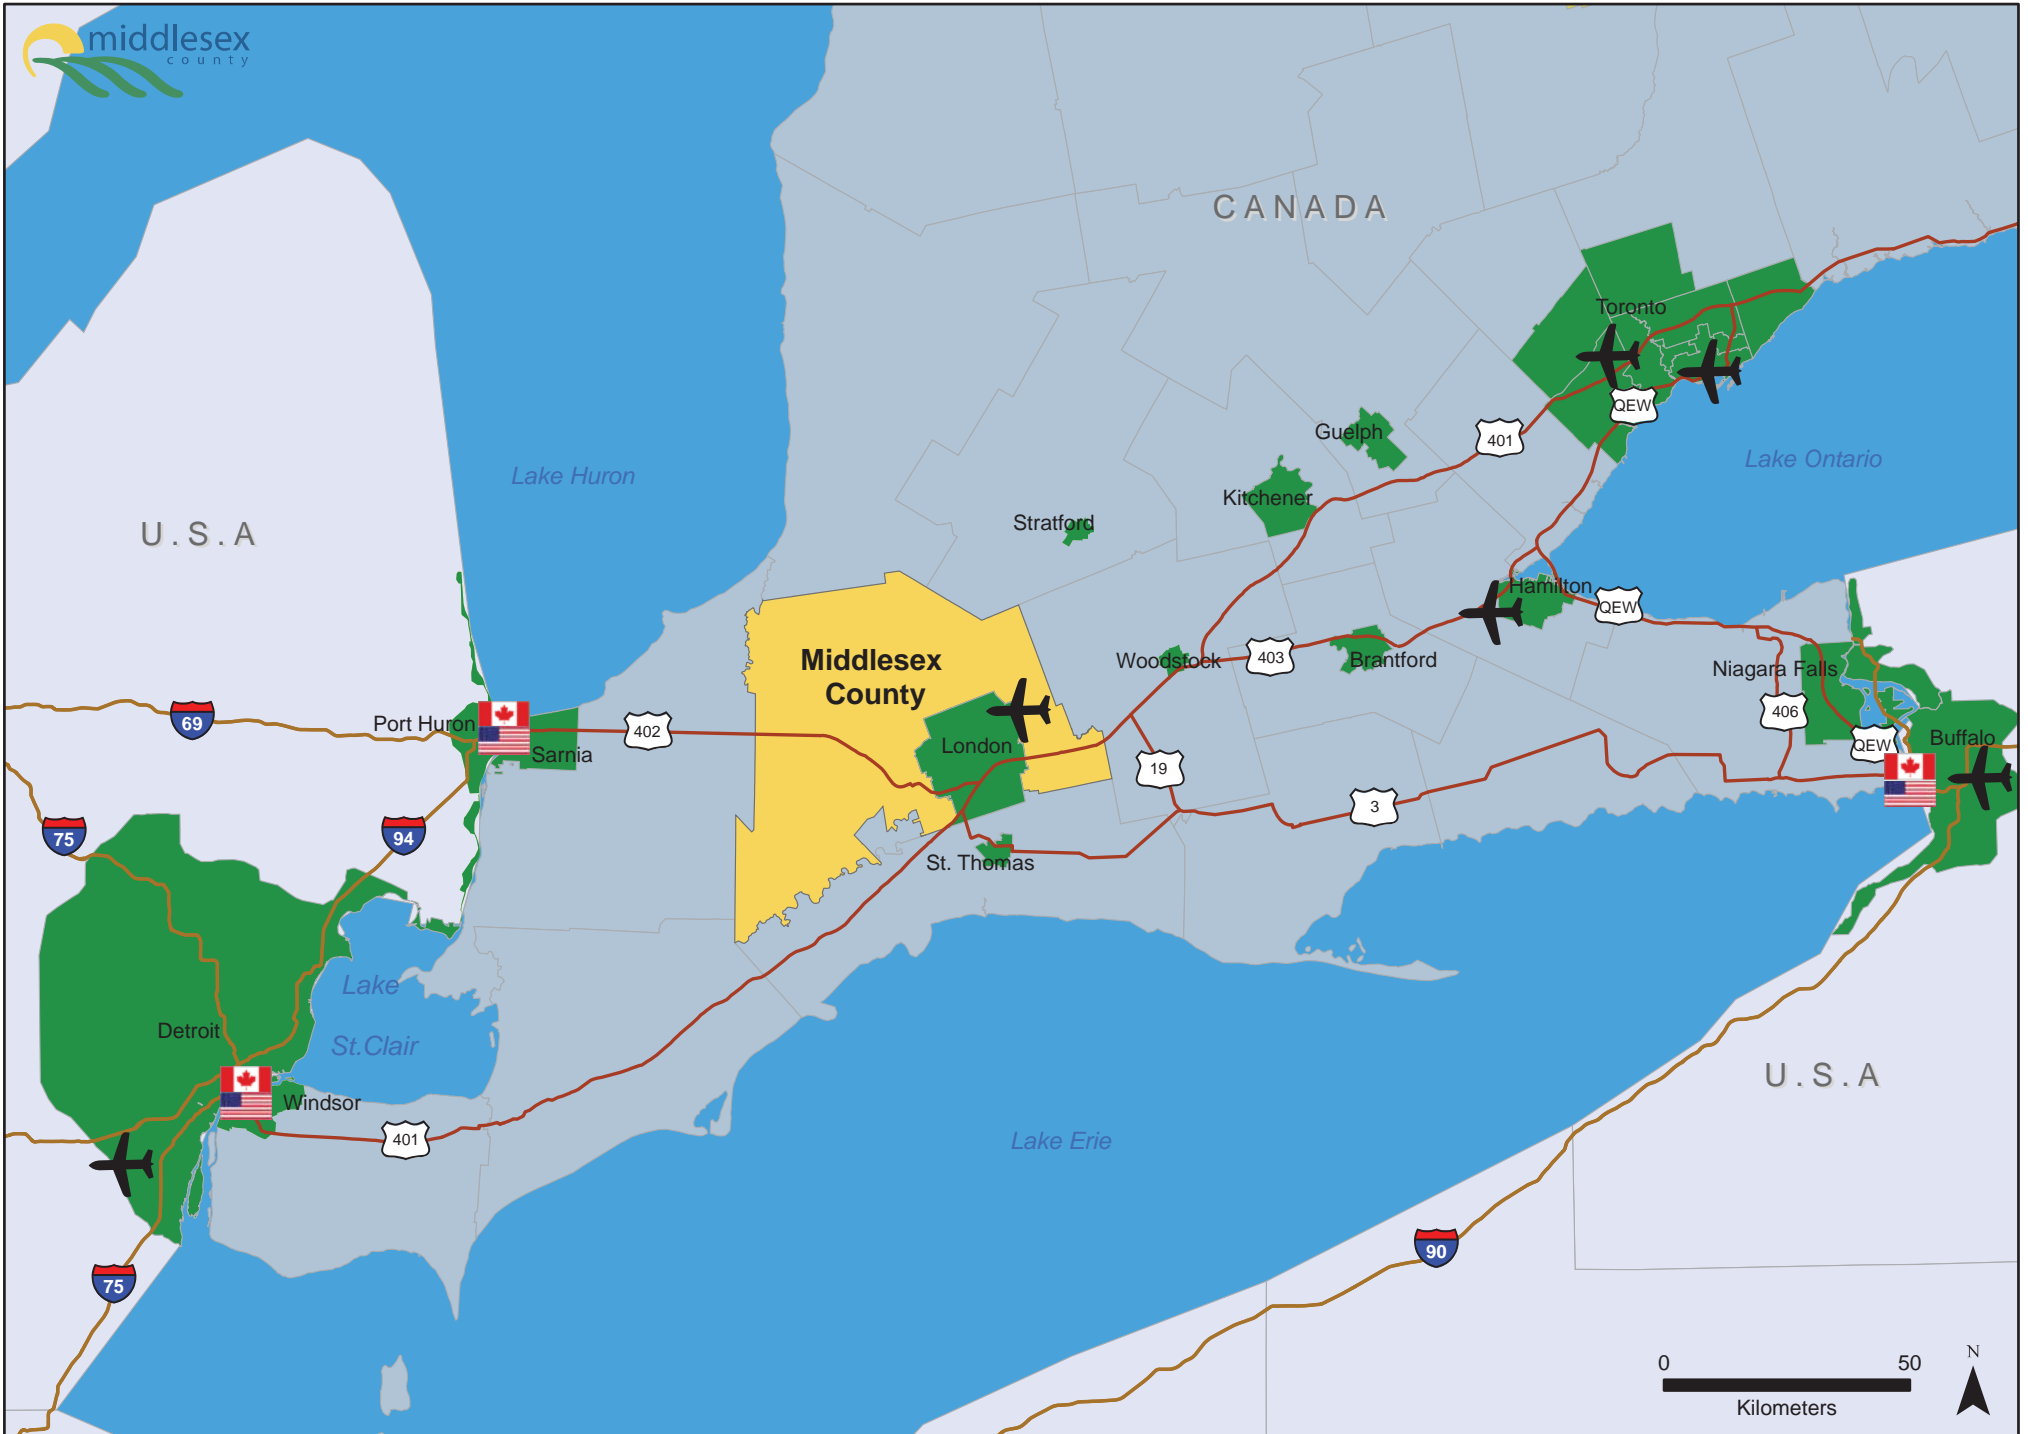 middlesex
county
CANADA
Toronto
QEW
Guelph
401
Lake Ontario
Lake Huron
Kitchener
Stratford
U.S.A
Hamilton
QEW
Middlesex
County
Woodstock
403
Brantford
Niagara Falls
69
Port Huron
402
406
Sarnia
London
19
QEW
Buffalo
75
94
3
St. Thomas
Lake
St.Clair
Detroit
Windsor
401
Lake Erie
U.S.A
90
75
0 50
Kilometers
N